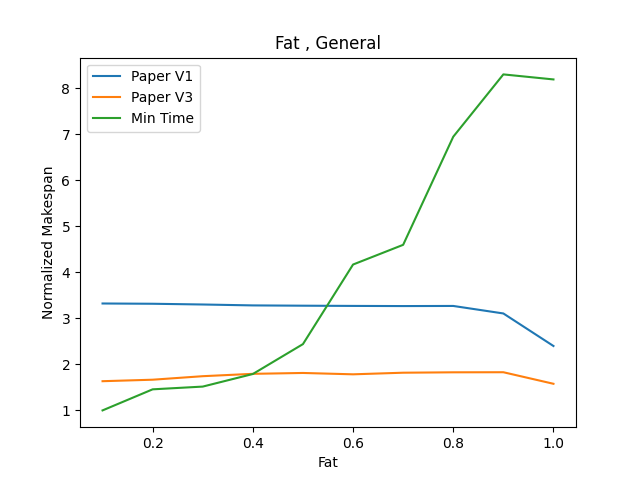 Fat , General
Paper V1
Paper V3
Min Time
Normalized Makespan
8
7
6
5
4
3
2
1
0.2 0.4 0.6 0.8 1.0
Fat